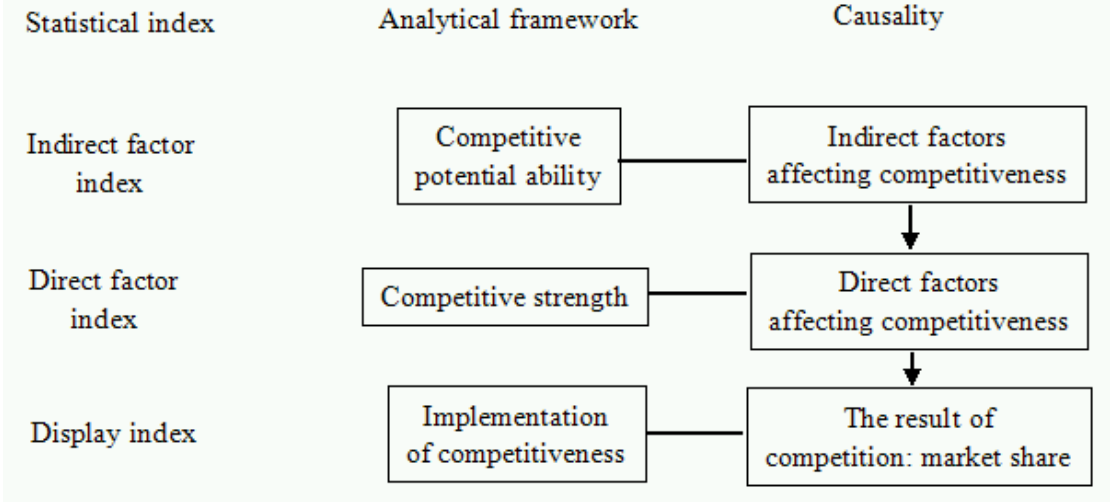 Statistical index
Analytical framework
Causality
Indirect factor
index
Competitive
potential ability
Indirect factors
affecting competitiveness
Direct factor
index
Competitive strength
Direct factors
affecting competitiveness
Display index
Implementation
of competitiveness
The result of
competition: market share